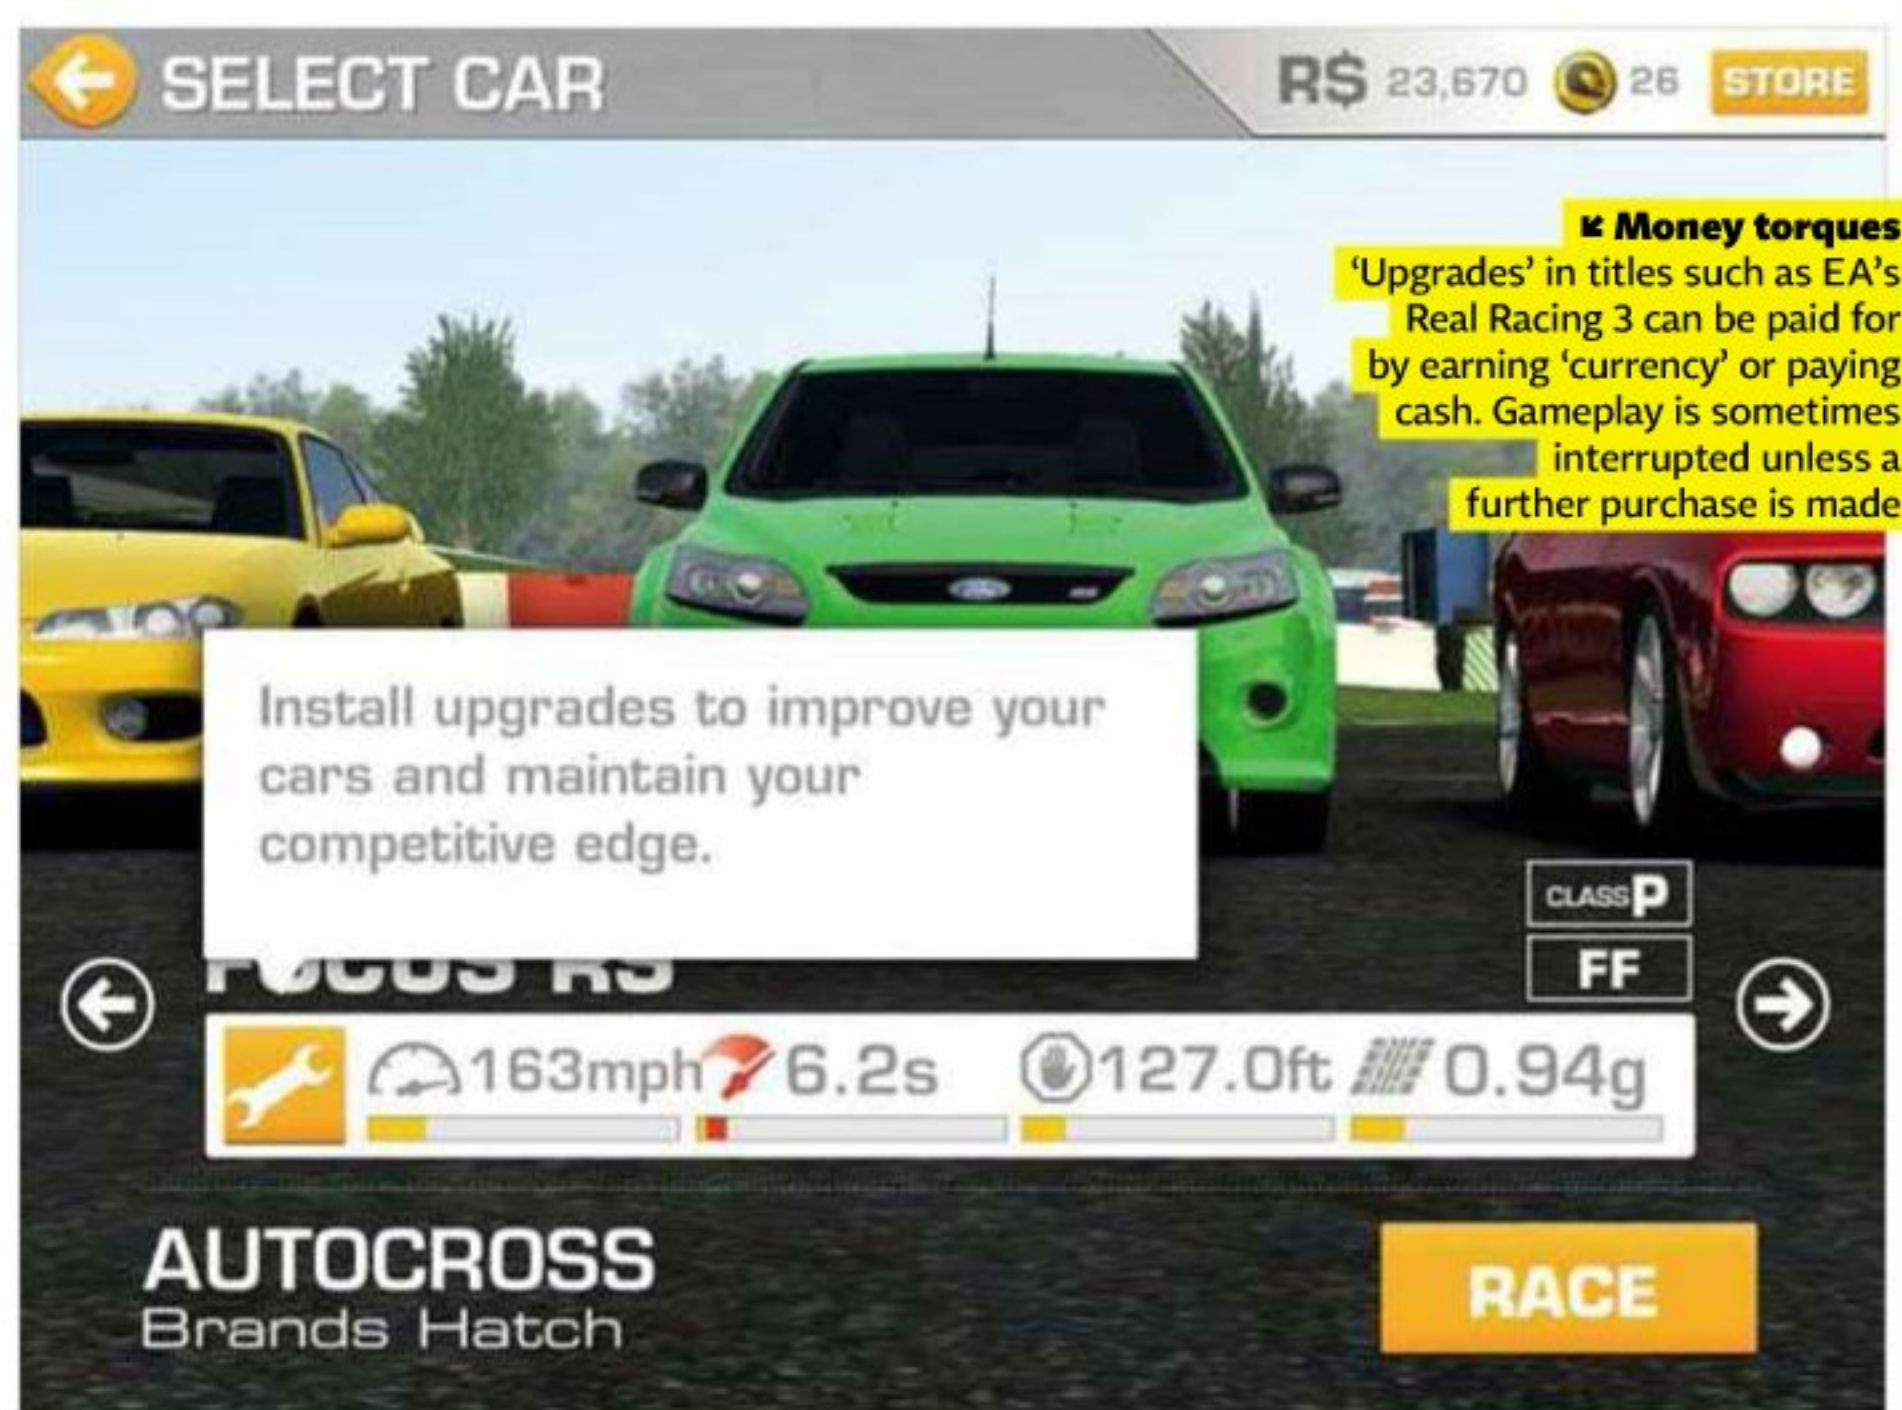 SELECT CAR
R$ 23,670 26 STORE
Money torques
‘Upgrades’ in titles such as EA’s
Real Racing 3 can be paid for
by earning ‘currency’ or paying
cash. Gameplay is sometimes
interrupted unless a
further purchase is made
Install upgrades to improve your
cars and maintain your
competitive edge.
CLASS P
FOCUS RS
FF
163mph 6.2s 127.0ft 0.94g
AUTOCROSS
Brands Hatch
RACE